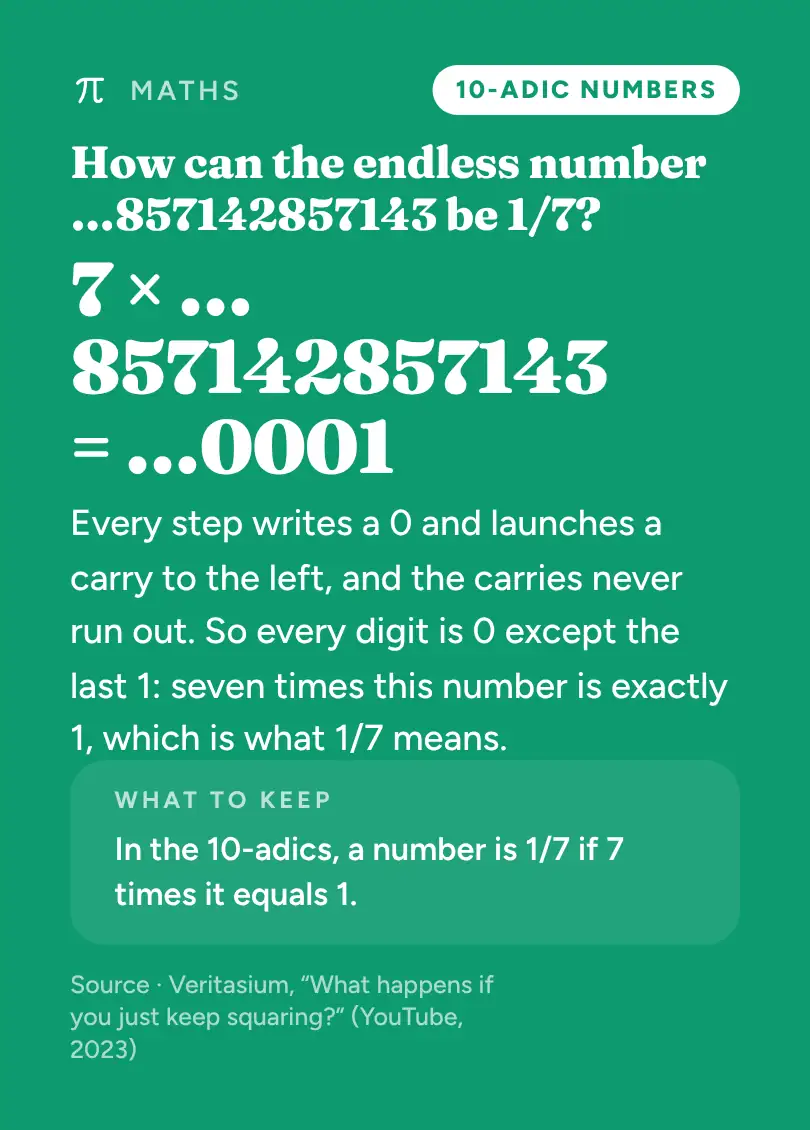 π MATHS
10-ADIC NUMBERS
How can the endless number
…857142857143 be 1/7?
7 × …
857142857143
= …0001
Every step writes a 0 and launches a
carry to the left, and the carries never
run out. So every digit is 0 except the
last 1: seven times this number is exactly
1, which is what 1/7 means.
WHAT TO KEEP
In the 10-adics, a number is 1/7 if 7
times it equals 1.
Source · Veritasium, “What happens if
you just keep squaring?” (YouTube,
2023)